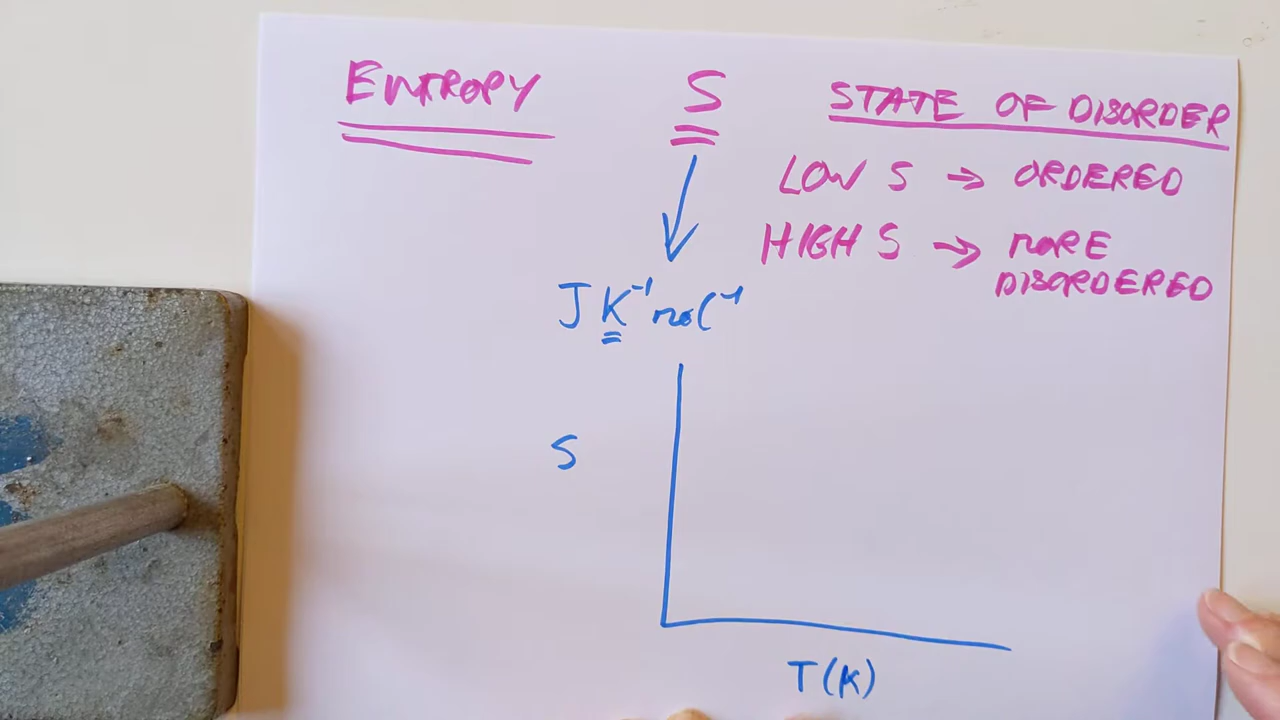 ENTROPY S STATE OF DISORDER
LOW S → ORDERED
HIGH S → MORE
DISORDERED
J K⁻¹ mol⁻¹
S
T(K)